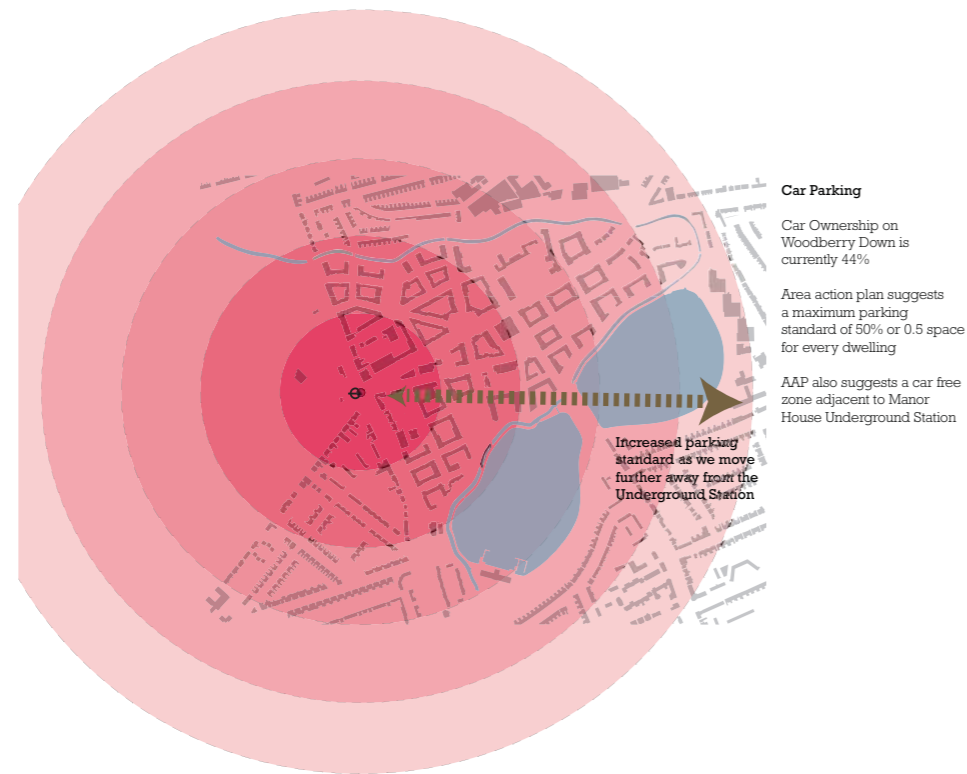 Car Parking
Car Ownership on
Woodberry Down is
currently 44%
Area action plan suggests
a maximum parking
standard of 50% or 0.5 space
for every dwelling
AAP also suggests a car free
zone adjacent to Manor
House Underground Station
Increased parking
standard as we move
further away from the
Underground Station